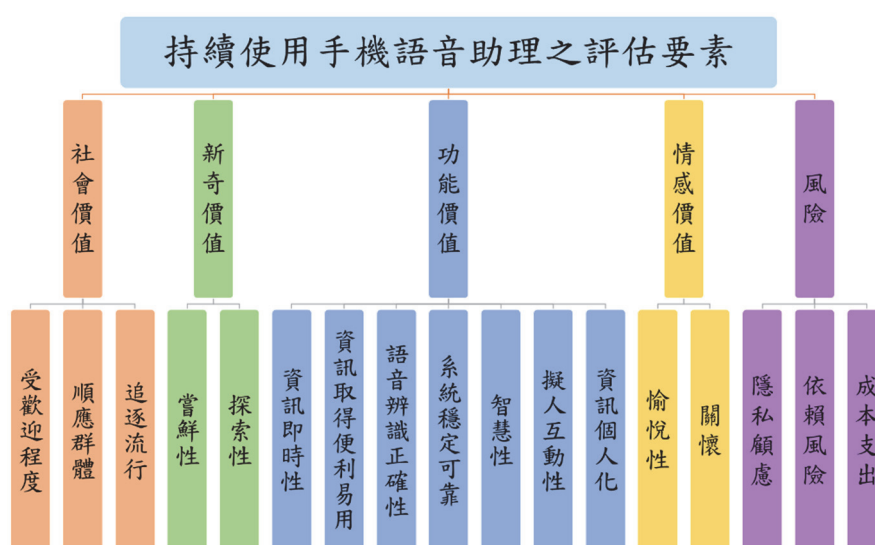 持續使用手機語音助理之評估要素
社會價值
新奇價值
功能價值
情感價值
風險
受歡迎程度
順應群體
追逐流行
嘗鮮性
探索性
資訊即時性
資訊取得便利易用
語音辨識正確性
系統穩定可靠
智慧性
擬人互動性
資訊個人化
愉悅性
關懷
隱私顧慮
依賴風險
成本支出